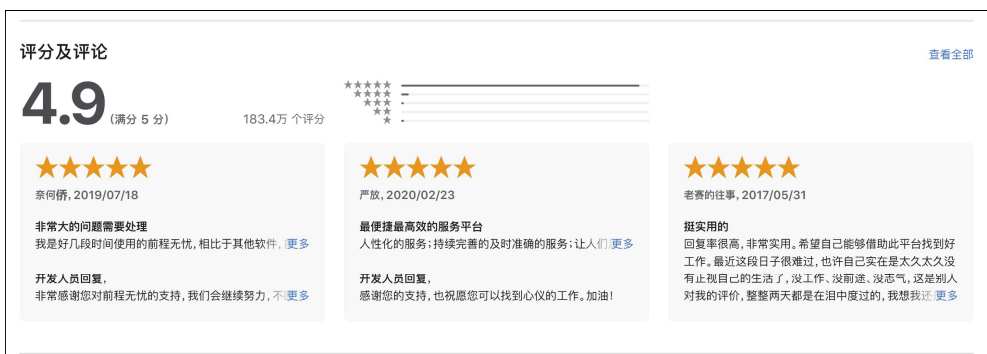 评分及评论
查看全部
4.9 (满分 5 分)
183.4万 个评分
奈何侨, 2019/07/18
非常大的问题需要处理
我是好几段时间使用的前程无忧，相比于其他软件，更多
开发人员回复，
非常感谢您对前程无忧的支持，我们会继续努力，不更多
严放, 2020/02/23
最便捷最高效的服务平台
人性化的服务；持续完善的及时准确的服务；让人们更多
开发人员回复，
感谢您的支持，也祝愿您可以找到心仪的工作。加油！
老赛的往事, 2017/05/31
挺实用的
回复率很高，非常实用。希望自己能够借助此平台找到好
工作。最近这段日子很难过，也许自己实在是太久太久没
有正视自己的生活了，没工作、没前途、没志气，这是别人
对我的评价，整整两天都是在泪中度过的，我想我还更多